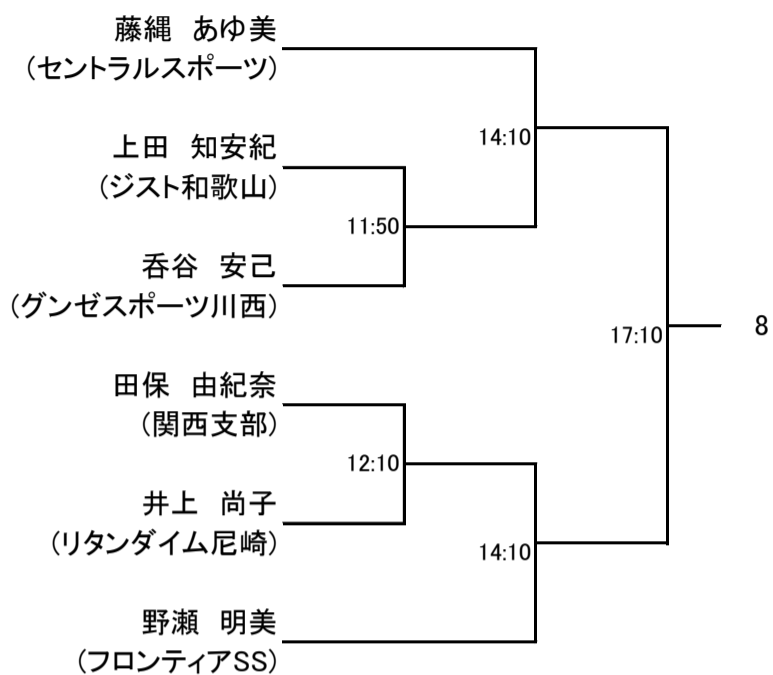 藤縄　あゆ美
(セントラルスポーツ)
14:10
上田　知安紀
(ジスト和歌山)
11:50
呑谷　安己
(グンゼスポーツ川西)
17:10
8
田保　由紀奈
(関西支部)
12:10
井上　尚子
(リタンダイム尼崎)
14:10
野瀬　明美
(フロンティアSS)